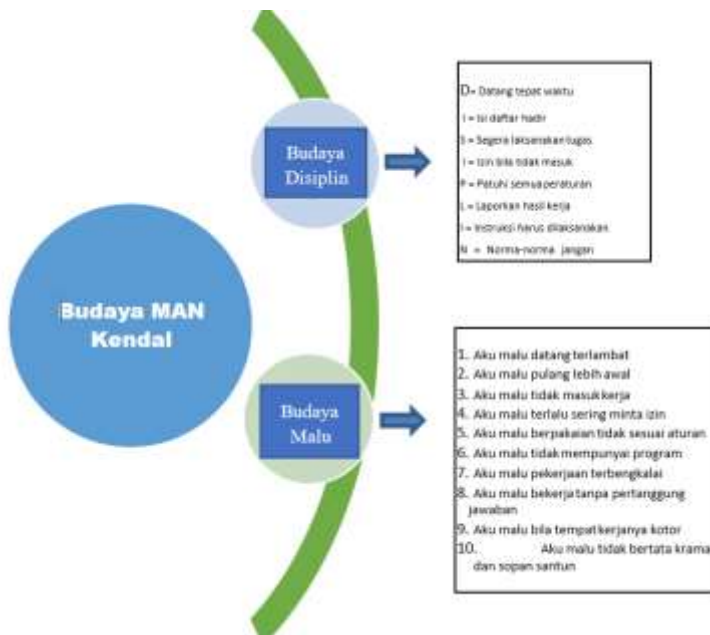 Budaya MAN
Kendal
Budaya
Disiplin
D= Datang tepat waktu
I = Isi daftar hadir
S = Segera laksanakan tugas
I = Izin bila tidak masuk
P = Patuhi semua peraturan
L = Laporkan hasil kerja
I = Instruksi harus dilaksanakan
N = Norma-norma jangan
Budaya
Malu
1. Aku malu datang terlambat
2. Aku malu pulang lebih awal
3. Aku malu tidak masuk kerja
4. Aku malu terlalu sering minta izin
5. Aku malu berpakaian tidak sesuai aturan
6. Aku malu tidak mempunyai program
7. Aku malu pekerjaan terbengkalai
8. Aku malu bekerja tanpa pertanggung
jawaban
9. Aku malu bila tempat kerjanya kotor
10. Aku malu tidak bertata krama
dan sopan santun